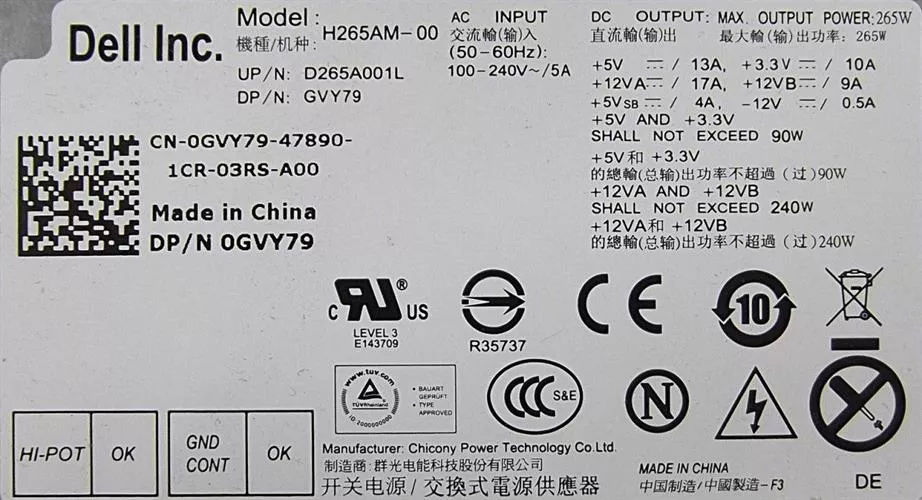 Dell Inc.
Model: H265AM-00
機種/机种:
UP/N: D265A001L
DP/N: GVY79
AC INPUT
交流輸(输)入
(50-60Hz):
100-240V~/5A
DC OUTPUT: MAX. OUTPUT POWER: 265W
直流輸(输)出 最大輸(输)出功率: 265W
+5V ⎓ / 13A, +3.3V ⎓ / 10A
+12VA ⎓ / 17A, +12VB ⎓ / 9A
+5VSB ⎓ / 4A, -12V ⎓ / 0.5A
+5V AND +3.3V
SHALL NOT EXCEED 90W
+5V和 +3.3V
的總輸(总输)出功率不超過(过)90W
+12VA AND +12VB
SHALL NOT EXCEED 240W
+12VA和 +12VB
的總輸(总输)出功率不超過(过)240W
CN-0GVY79-47890-
1CR-03RS-A00
Made in China
DP/N 0GVY79
c RU ® US
LEVEL 3
E143709
R35737
CE
10
www.tuv.com
TÜVRheinland
ID 2000000000
• BAUART
GEPRÜFT
• TYPE
APPROVED
CCC S&E
N
HI-POT OK
GND
CONT OK
Manufacturer: Chicony Power Technology Co.Ltd.
制造商: 群光电能科技股份有限公司
开关电源/交換式電源供應器
MADE IN CHINA
中国制造/中國製造-F3
DE